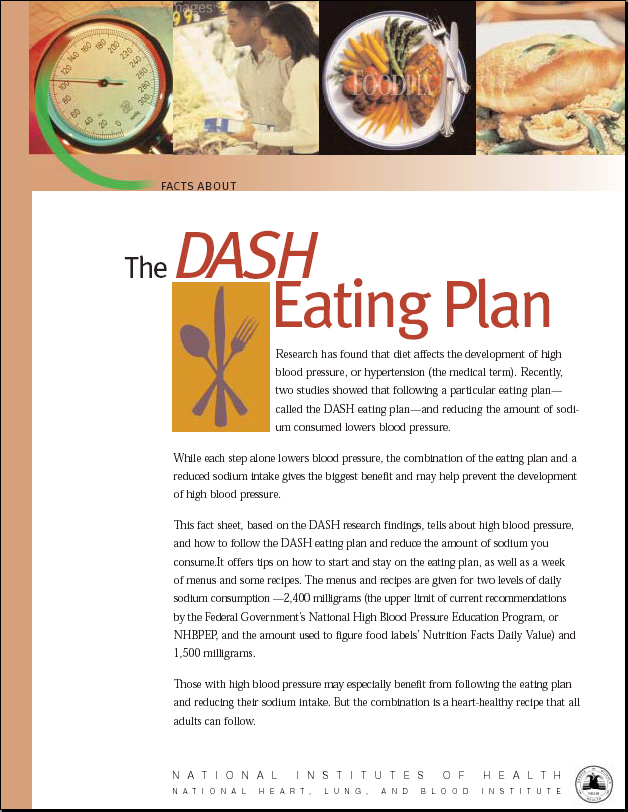 FACTS ABOUT
The DASH
Eating Plan
Research has found that diet affects the development of high
blood pressure, or hypertension (the medical term). Recently,
two studies showed that following a particular eating plan—
called the DASH eating plan—and reducing the amount of sodi-
um consumed lowers blood pressure.
While each step alone lowers blood pressure, the combination of the eating plan and a
reduced sodium intake gives the biggest benefit and may help prevent the development
of high blood pressure.
This fact sheet, based on the DASH research findings, tells about high blood pressure,
and how to follow the DASH eating plan and reduce the amount of sodium you
consume.It offers tips on how to start and stay on the eating plan, as well as a week
of menus and some recipes. The menus and recipes are given for two levels of daily
sodium consumption —2,400 milligrams (the upper limit of current recommendations
by the Federal Government's National High Blood Pressure Education Program, or
NHBPEP, and the amount used to figure food labels' Nutrition Facts Daily Value) and
1,500 milligrams.
Those with high blood pressure may especially benefit from following the eating plan
and reducing their sodium intake. But the combination is a heart-healthy recipe that all
adults can follow.
NATIONAL INSTITUTES OF HEALTH
NATIONAL HEART, LUNG, AND BLOOD INSTITUTE